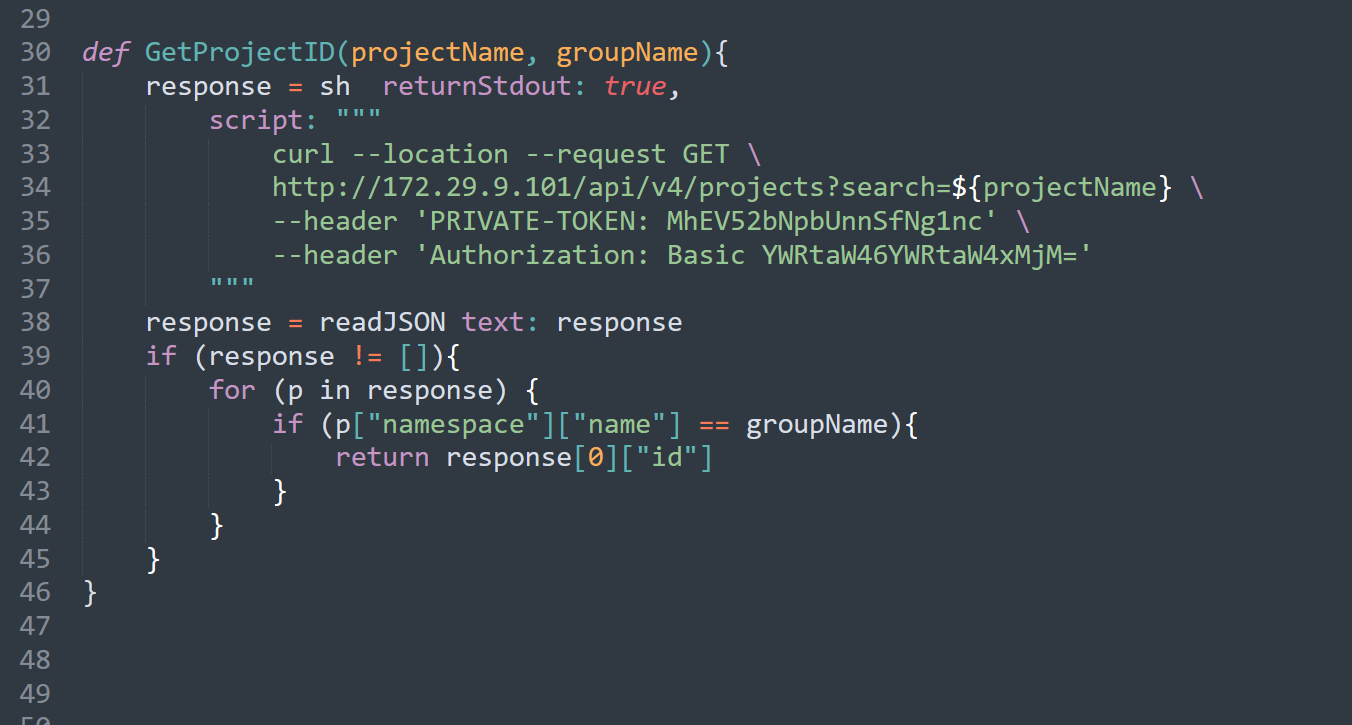 29
30 def GetProjectID(projectName, groupName){
31     response = sh  returnStdout: true,
32         script: """
33             curl --location --request GET \
34             http://172.29.9.101/api/v4/projects?search=${projectName} \
35             --header 'PRIVATE-TOKEN: MhEV52bNpbUnnSfNg1nc' \
36             --header 'Authorization: Basic YWRtaW46YWRtaW4xMjM='
37         """
38     response = readJSON text: response
39     if (response != []){
40         for (p in response) {
41             if (p["namespace"]["name"] == groupName){
42                 return response[0]["id"]
43             }
44         }
45     }
46 }
47
48
49
50